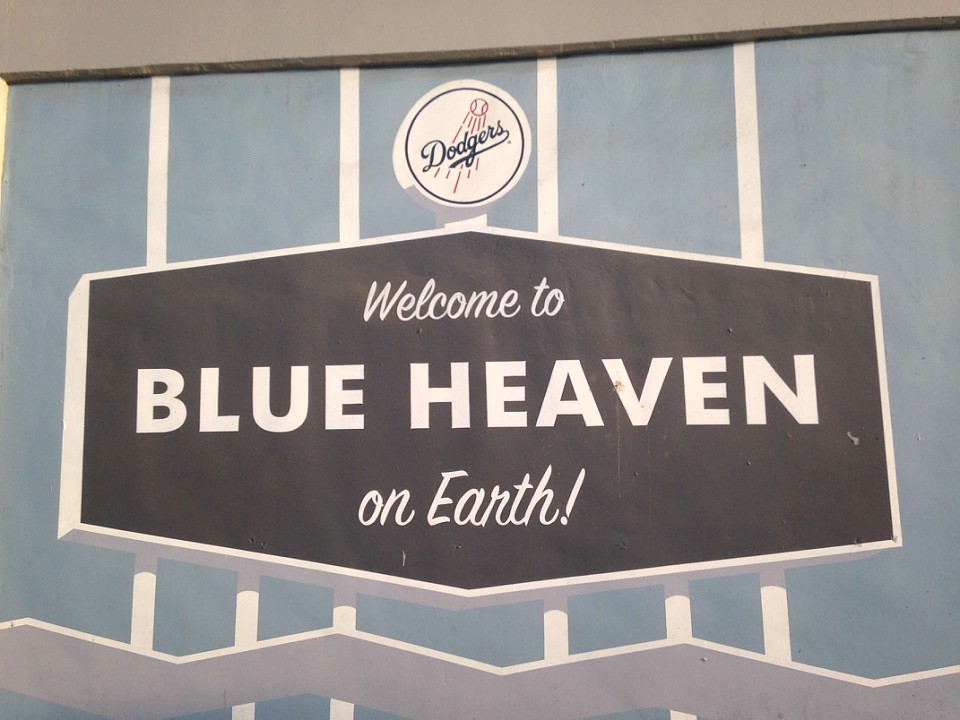 Dodgers
Welcome to
BLUE HEAVEN
on Earth!